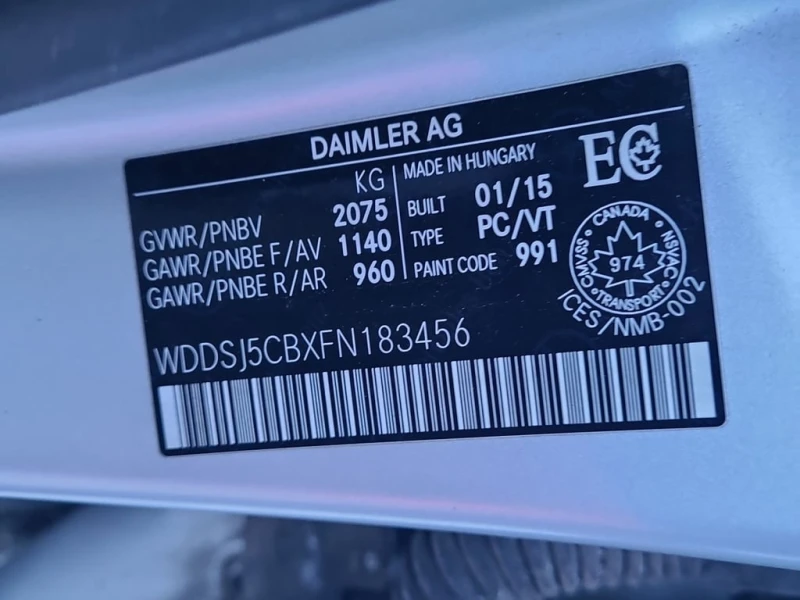 DAIMLER AG
KG
GVWR/PNBV 2075
GAWR/PNBE F/AV 1140
GAWR/PNBE R/AR 960
MADE IN HUNGARY
BUILT 01/15
TYPE PC/VT
PAINT CODE 991
EC
CANADA
CMVSS
974
NSVAC
TRANSPORT
ICES/NMB-002
WDDSJ5CBXFN183456